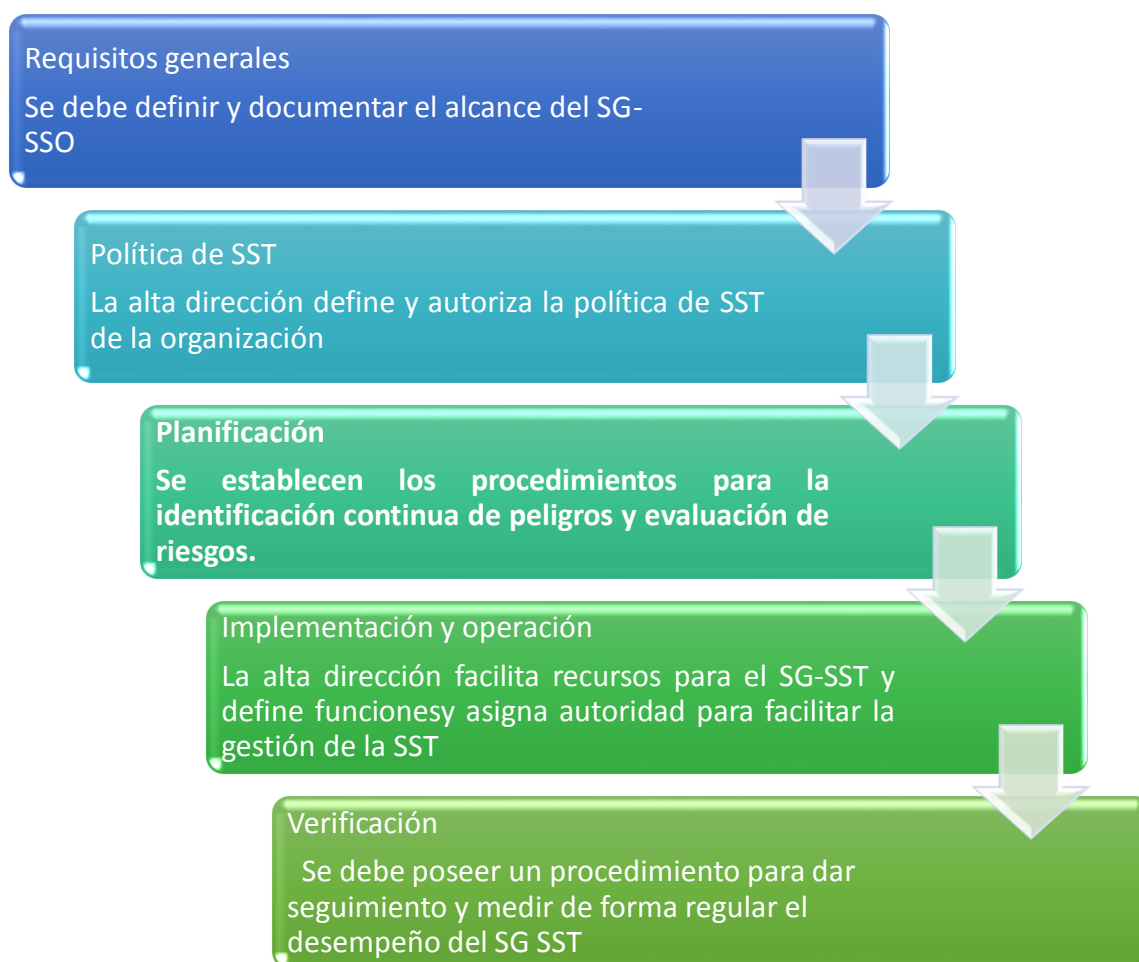 Requisitos generales
Se debe definir y documentar el alcance del SG-
SSO
Política de SST
La alta dirección define y autoriza la política de SST
de la organización
Planificación
Se establecen los procedimientos para la
identificación continua de peligros y evaluación de
riesgos.
Implementación y operación
La alta dirección facilita recursos para el SG-SST y
define funcionesy asigna autoridad para facilitar la
gestión de la SST
Verificación
Se debe poseer un procedimiento para dar
seguimiento y medir de forma regular el
desempeño del SG SST